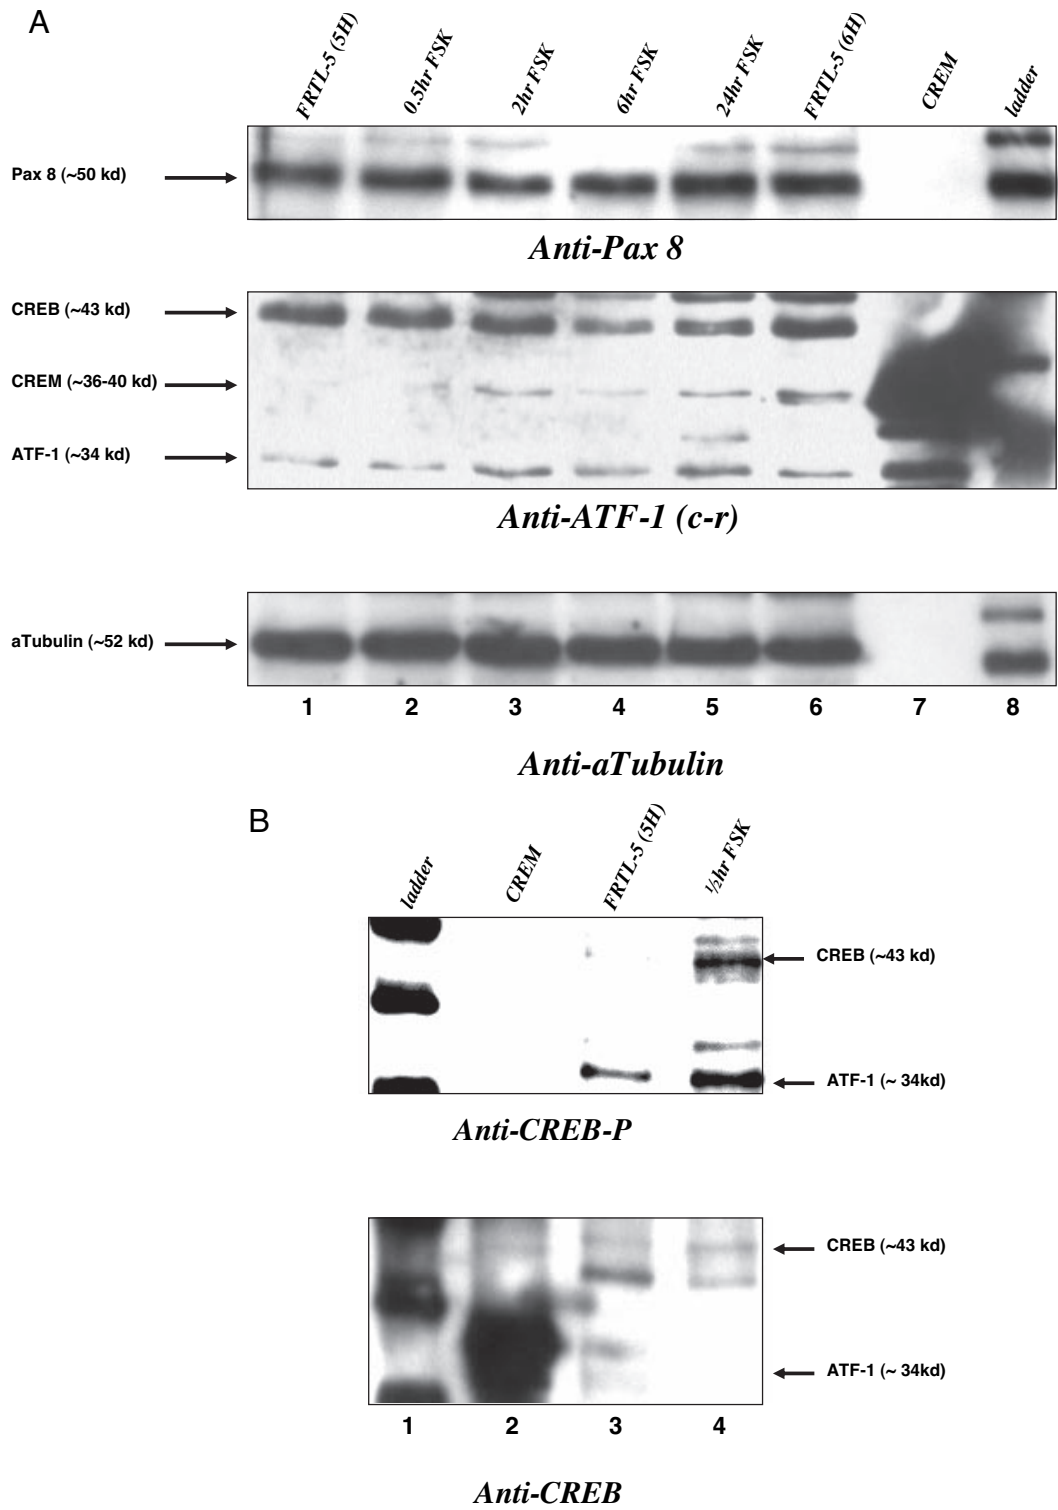 A
FRTL-5 (5H)
0.5hr FSK
2hr FSK
6hr FSK
24hr FSK
FRTL-5 (6H)
CREM
ladder
Pax 8 (~50 kd)
Anti-Pax 8
CREB (~43 kd)
CREM (~36-40 kd)
ATF-1 (~34 kd)
Anti-ATF-1 (c-r)
aTubulin (~52 kd)
1 2 3 4 5 6 7 8
Anti-aTubulin
B
ladder
CREM
FRTL-5 (5H)
½hr FSK
CREB (~43 kd)
ATF-1 (~ 34kd)
Anti-CREB-P
CREB (~43 kd)
ATF-1 (~ 34kd)
1 2 3 4
Anti-CREB